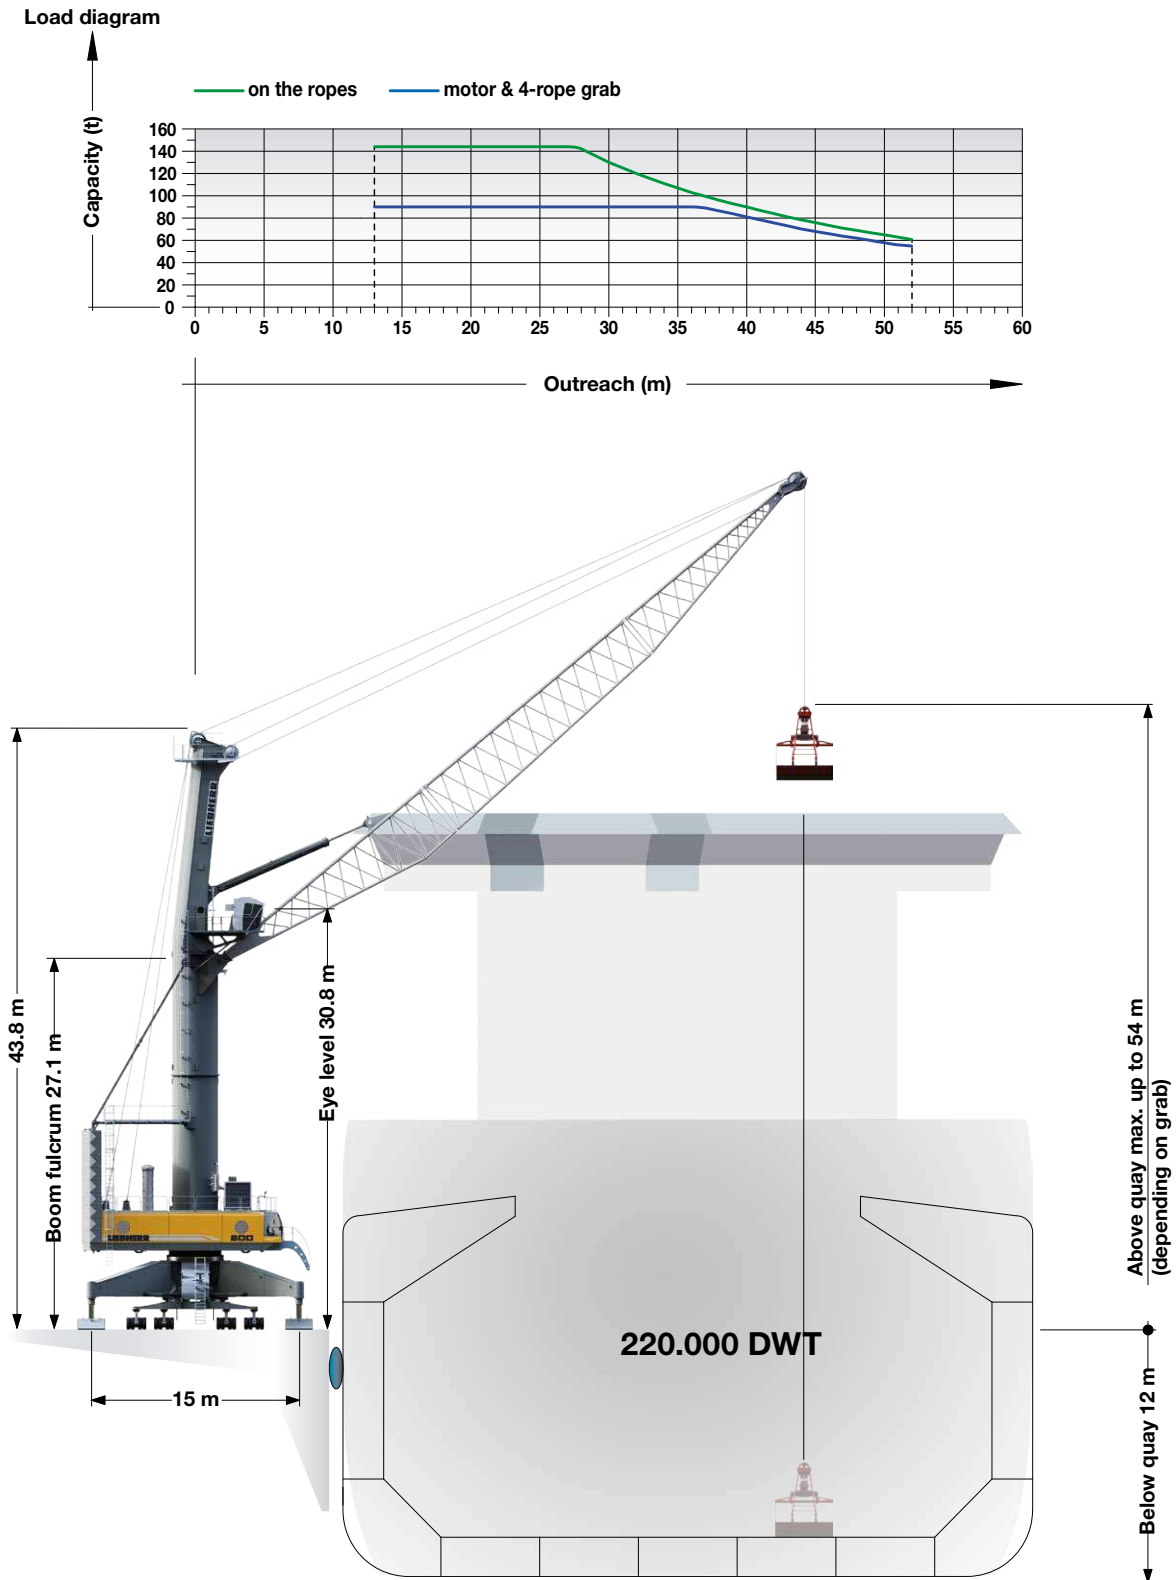 Load diagram
on the ropes
motor & 4-rope grab
Capacity (t)
160
140
120
100
80
60
40
20
0
0 5 10 15 20 25 30 35 40 45 50 55 60
Outreach (m)
LIEBHERR
43.8 m
Boom fulcrum 27.1 m
Eye level 30.8 m
Above quay max. up to 54 m
(depending on grab)
LIEBHERR 800
220.000 DWT
15 m
Below quay 12 m